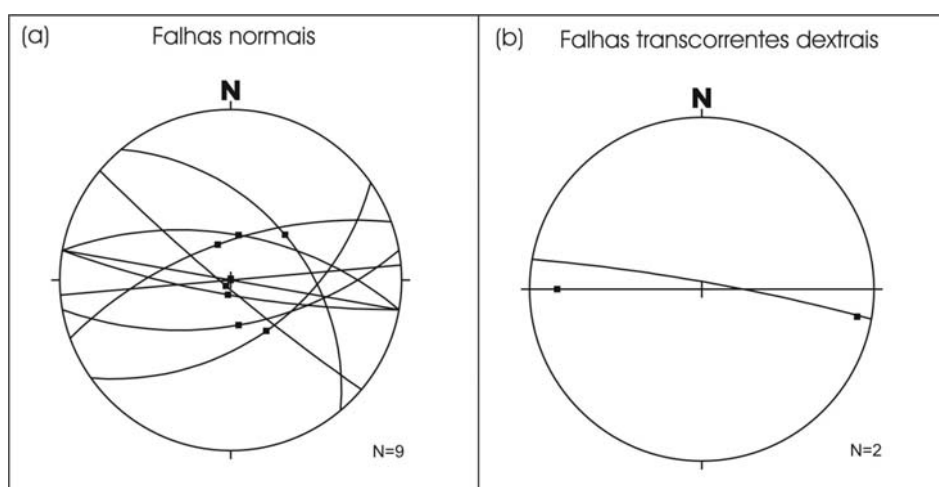 (a) Falhas normais
N
N=9
(b) Falhas transcorrentes dextrais
N
N=2